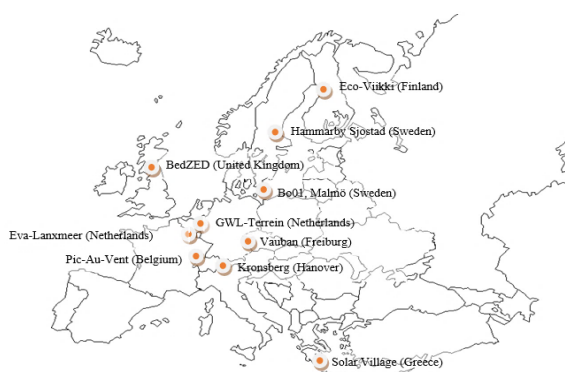 Eco-Viikki (Finland)
Hammarby Sjostad (Sweden)
BedZED (United Kingdom)
Bo01, Malmö (Sweden)
GWL-Terrein (Netherlands)
Eva-Lanxmeer (Netherlands)
Vauban (Freiburg)
Pic-Au-Vent (Belgium)
Kronsberg (Hanover)
Solar Village (Greece)